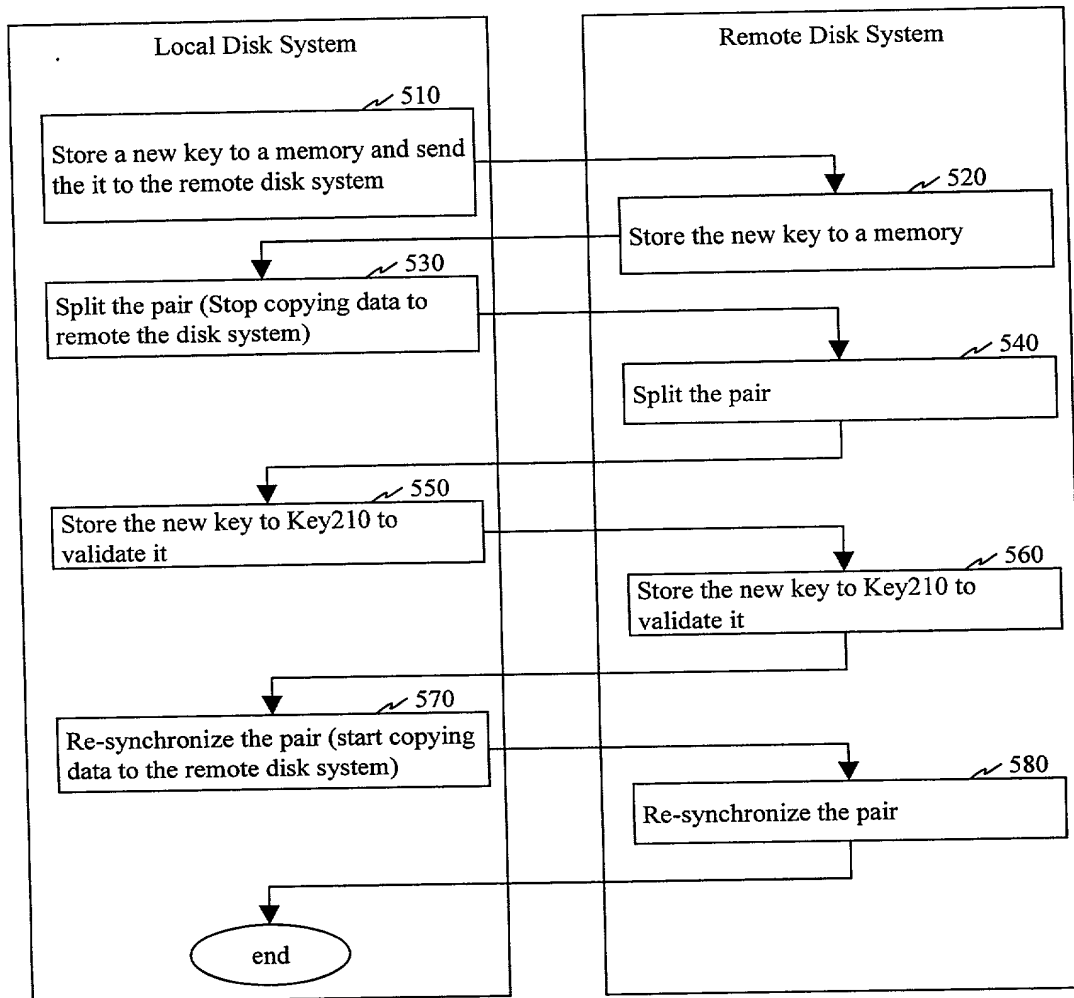 Local Disk System
Remote Disk System
510
Store a new key to a memory and send
the it to the remote disk system
520
Store the new key to a memory
530
Split the pair (Stop copying data to
remote the disk system)
540
Split the pair
550
Store the new key to Key210 to
validate it
560
Store the new key to Key210 to
validate it
570
Re-synchronize the pair (start copying
data to the remote disk system)
580
Re-synchronize the pair
end